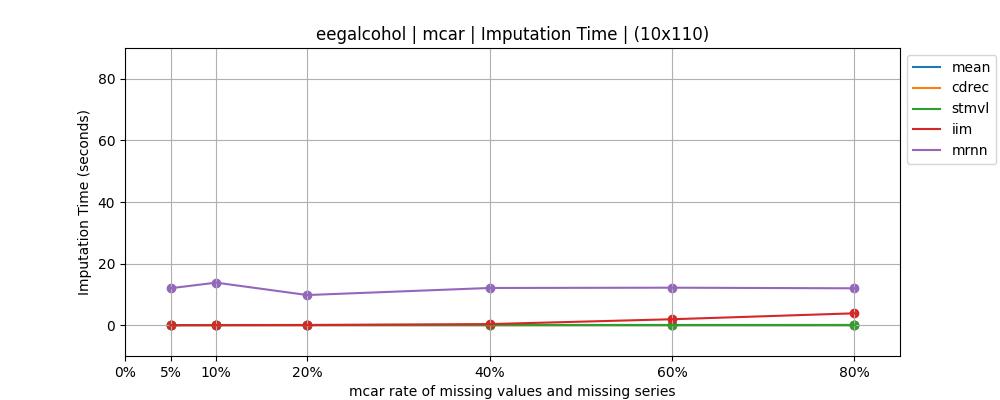 eegalcohol | mcar | Imputation Time | (10x110)
Imputation Time (seconds)
80
60
40
20
0
0% 5% 10% 20% 40% 60% 80%
mcar rate of missing values and missing series
mean
cdrec
stmvl
iim
mrnn